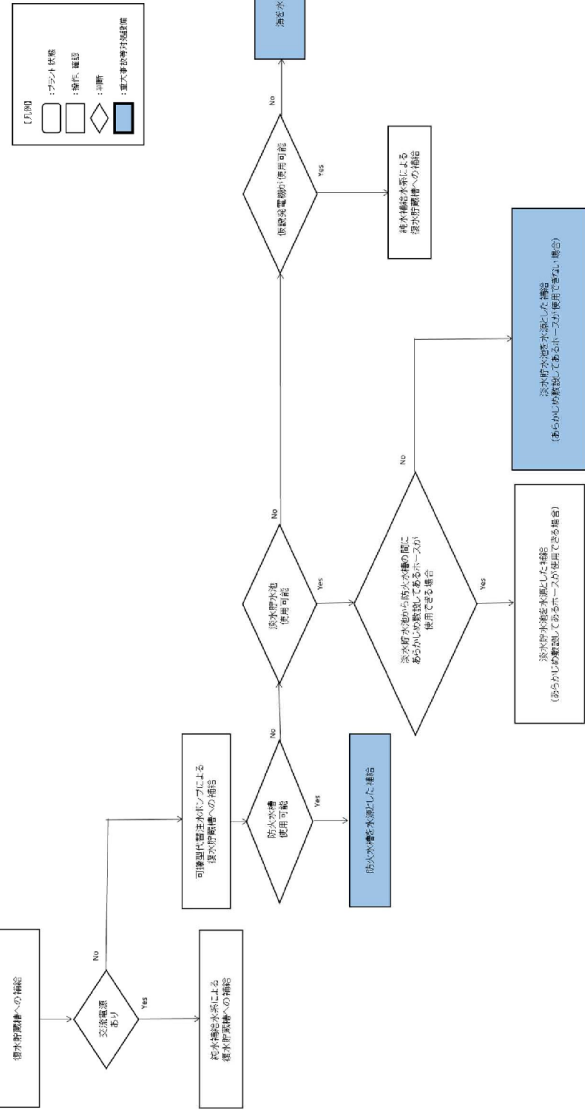 復水貯蔵槽への補給
交流電源
あり
No
Yes
純水補給水系による
復水貯蔵槽への補給
可搬型代替注水ポンプによる
復水貯蔵槽への補給
防火水槽
使用可能
No
Yes
防火水槽を水源とした補給
淡水貯水池
使用可能
No
Yes
淡水貯水池から防火水槽の間に
あらかじめ敷設してあるホースが
使用できる場合
No
Yes
淡水貯水池を水源とした補給
(あらかじめ敷設してあるホースが使用できる場合)
淡水貯水池を水源とした補給
(あらかじめ敷設してあるホースが使用できない場合)
仮設発電機が使用可能
No
Yes
純水補給水系による
復水貯蔵槽への補給
海を水
【凡例】
:プラント状態
:操作、確認
:判断
:重大事故等対処設備